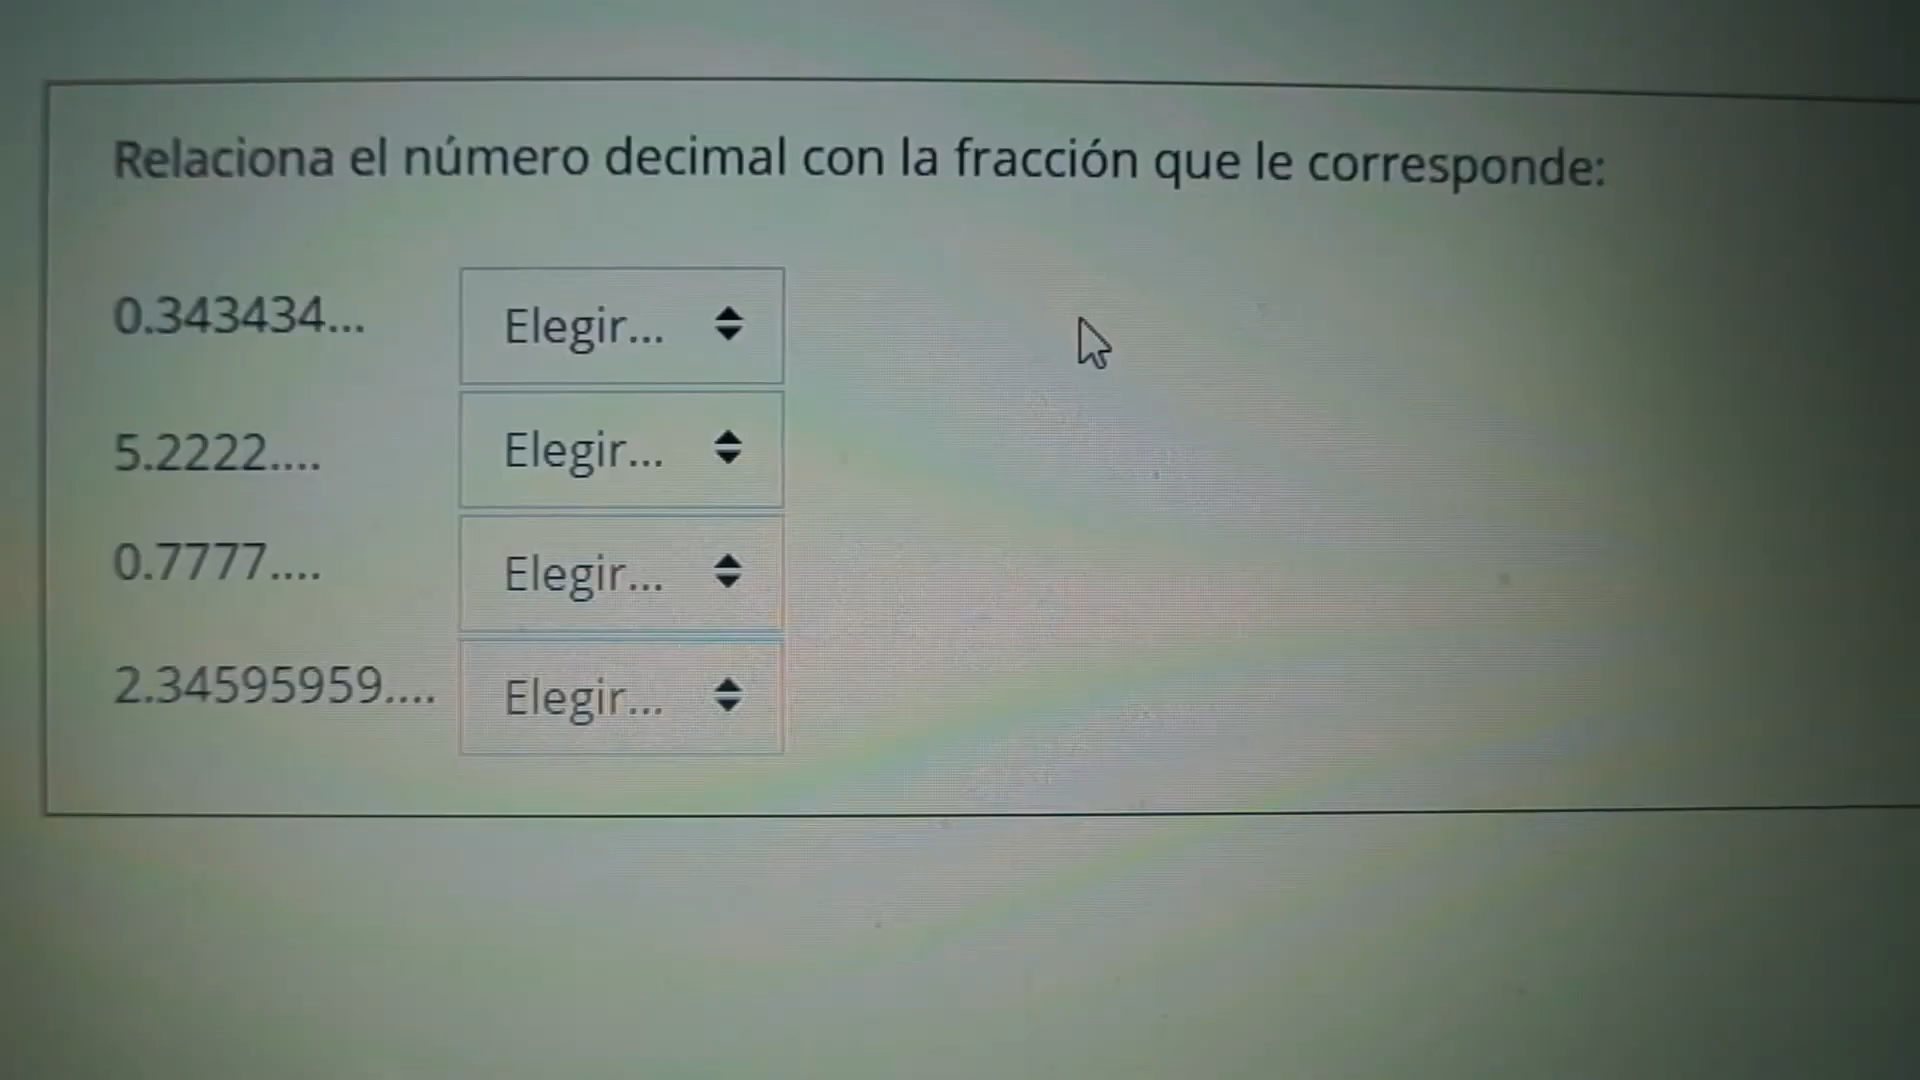 Relaciona el número decimal con la fracción que le corresponde:
0.343434... Elegir...
5.2222.... Elegir...
0.7777.... Elegir...
2.34595959.... Elegir...